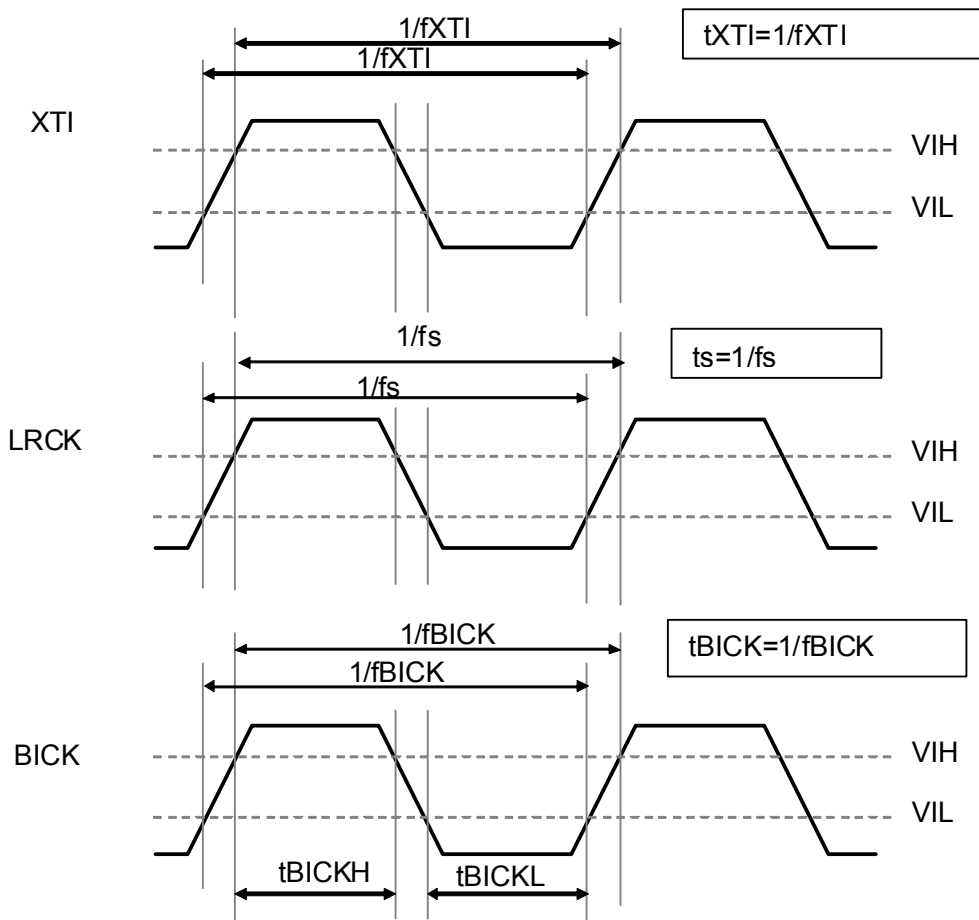 1/fXTI
tXTI=1/fXTI
1/fXTI
XTI
VIH
VIL
1/fs
ts=1/fs
1/fs
LRCK
VIH
VIL
1/fBICK
tBICK=1/fBICK
1/fBICK
BICK
VIH
VIL
tBICKH
tBICKL